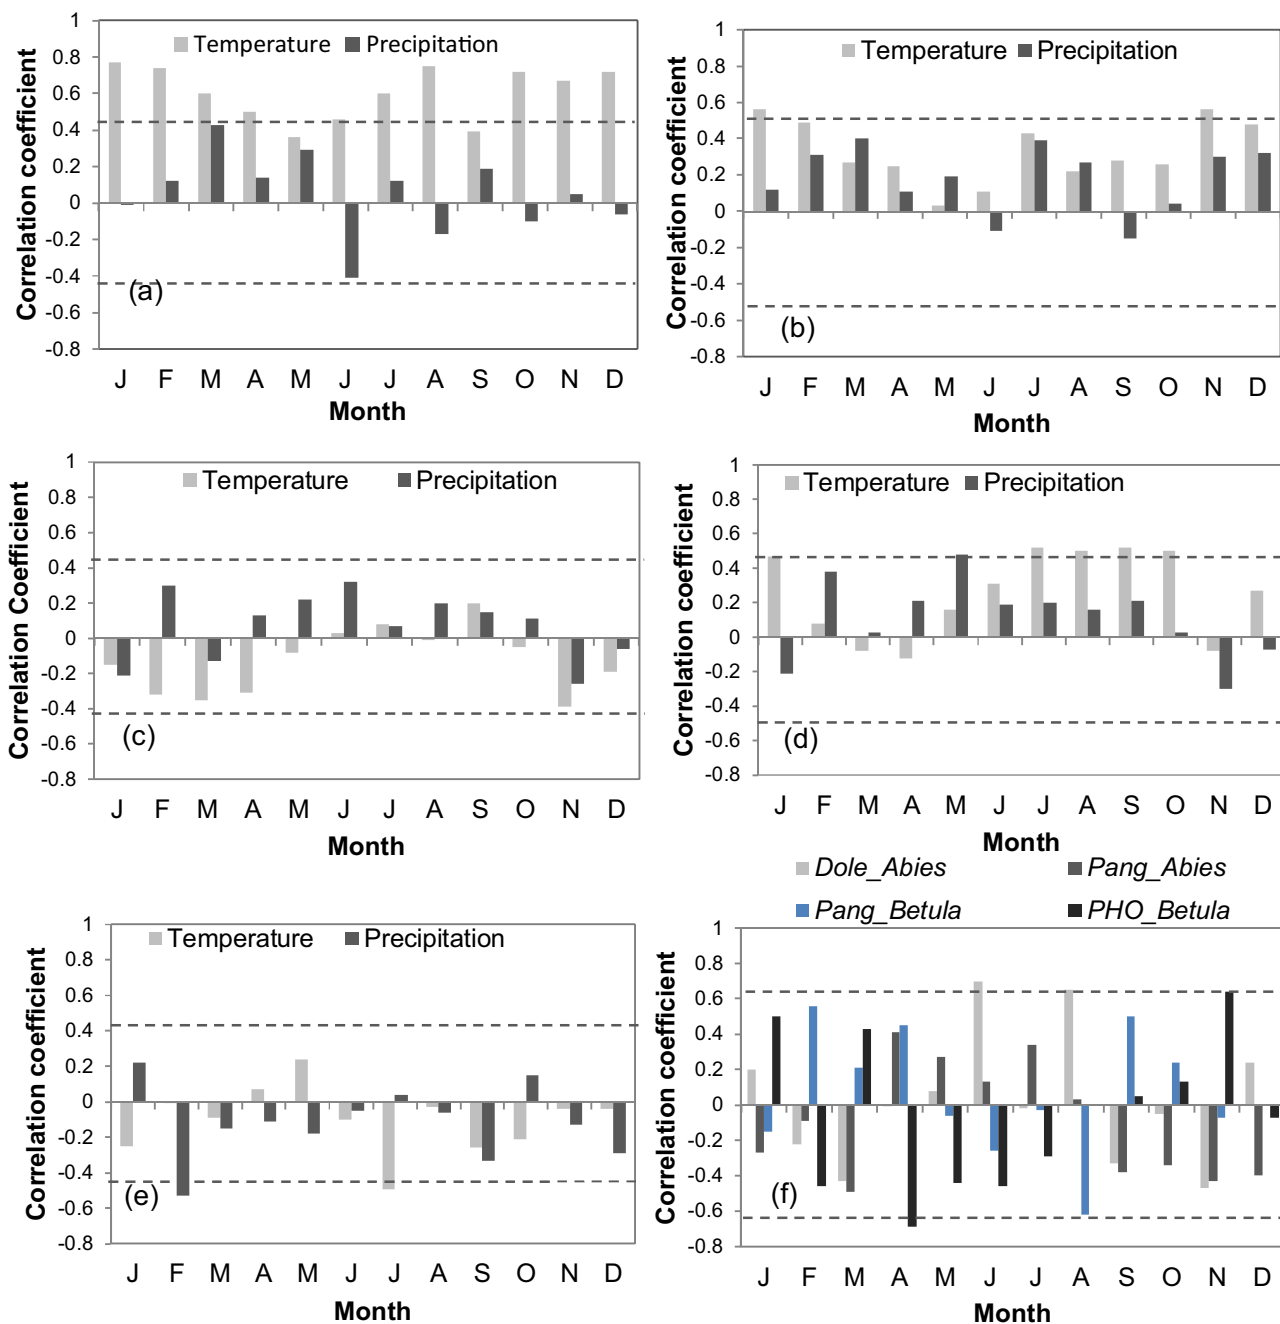 Temperature Precipitation
Correlation coefficient
1
0.8
0.6
0.4
0.2
0
-0.2
-0.4
-0.6
-0.8
(a)
J F M A M J J A S O N D
Month
Temperature Precipitation
Correlation coefficient
1
0.8
0.6
0.4
0.2
0
-0.2
-0.4
-0.6
-0.8
(b)
J F M A M J J A S O N D
Month
Temperature Precipitation
Correlation Coefficient
1
0.8
0.6
0.4
0.2
0
-0.2
-0.4
-0.6
-0.8
(c)
J F M A M J J A S O N D
Month
Temperature Precipitation
Correlation coefficient
1
0.8
0.6
0.4
0.2
0
-0.2
-0.4
-0.6
-0.8
(d)
J F M A M J J A S O N D
Month
Temperature Precipitation
Correlation coefficient
1
0.8
0.6
0.4
0.2
0
-0.2
-0.4
-0.6
-0.8
(e)
J F M A M J J A S O N D
Month
Dole_Abies Pang_Abies
Pang_Betula PHO_Betula
Correlation coefficient
1
0.8
0.6
0.4
0.2
0
-0.2
-0.4
-0.6
-0.8
(f)
J F M A M J J A S O N D
Month